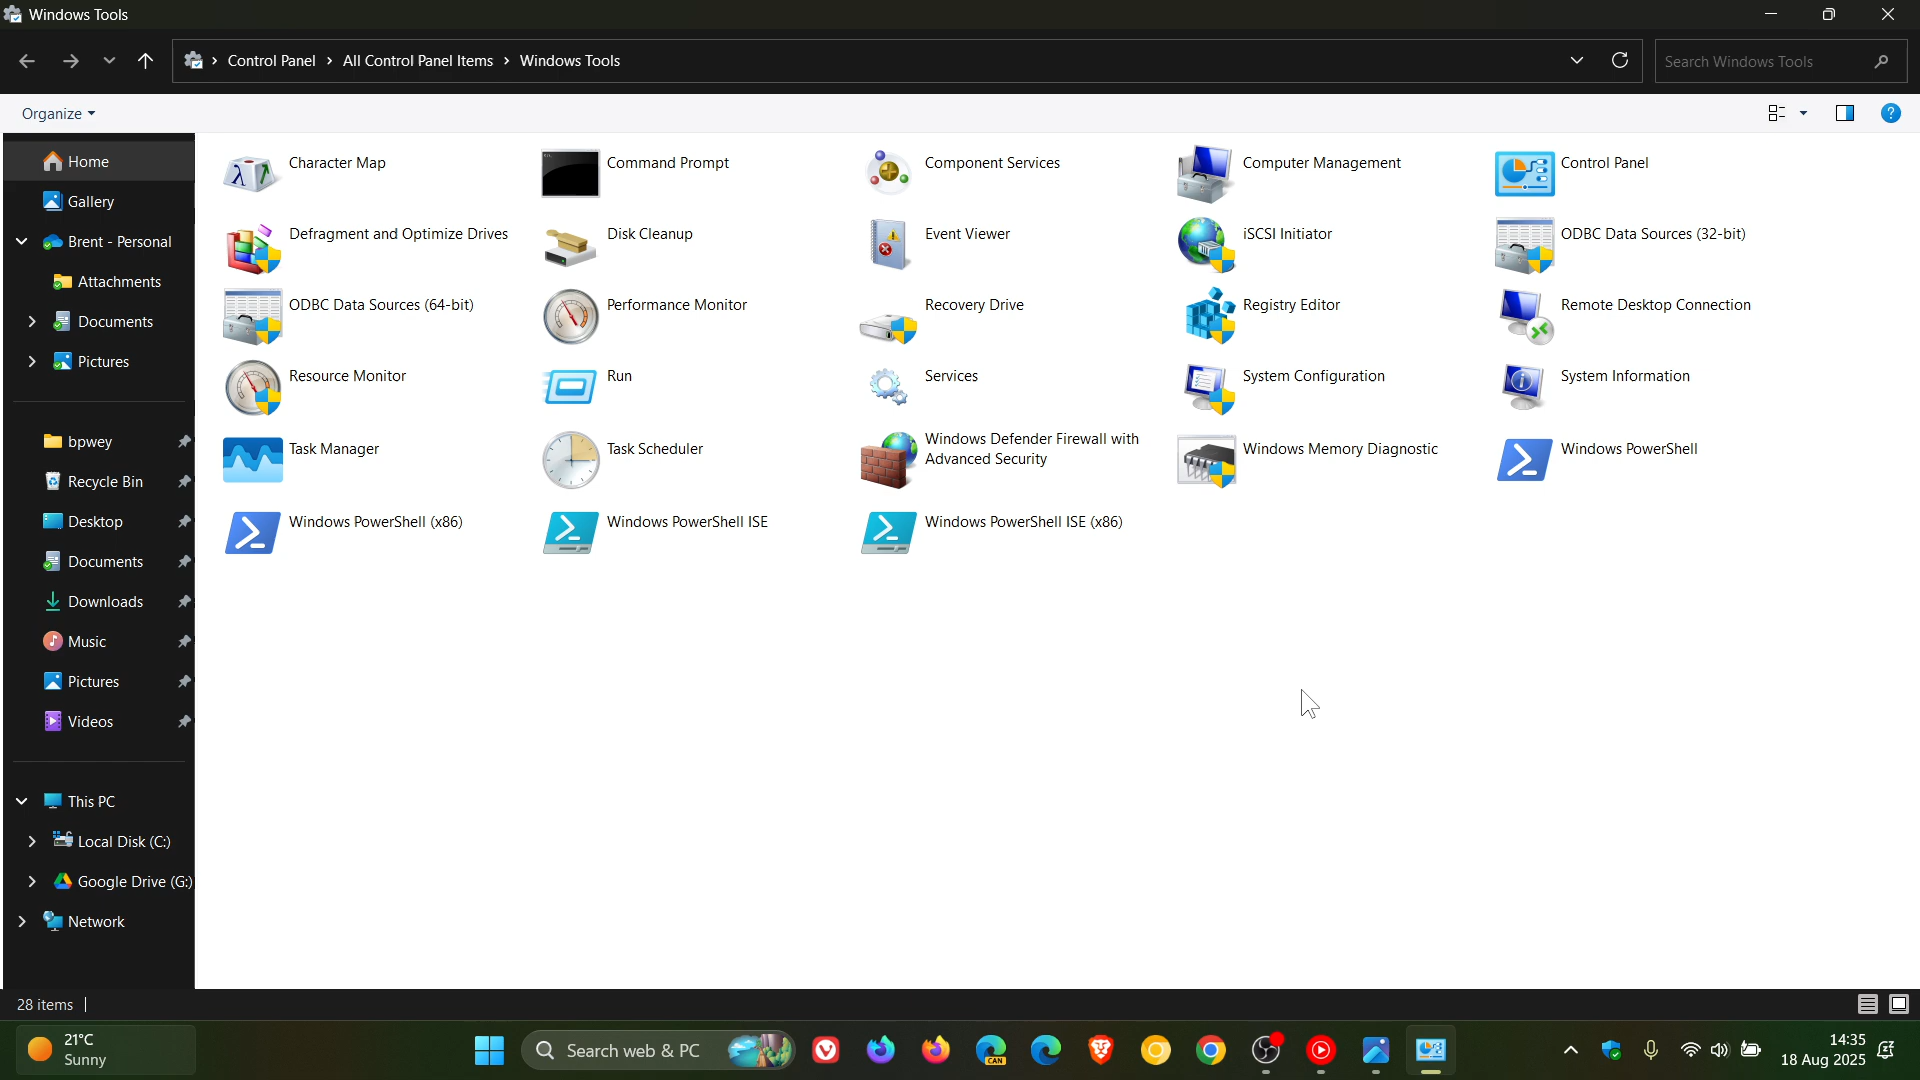 Windows Tools
Control Panel > All Control Panel Items > Windows Tools
Search Windows Tools
Organize
Home
Gallery
Brent - Personal
Attachments
Documents
Pictures
bpwey
Recycle Bin
Desktop
Documents
Downloads
Music
Pictures
Videos
This PC
Local Disk (C:)
Google Drive (G:)
Network
Character Map
Command Prompt
Component Services
Computer Management
Control Panel
Defragment and Optimize Drives
Disk Cleanup
Event Viewer
iSCSI Initiator
ODBC Data Sources (32-bit)
ODBC Data Sources (64-bit)
Performance Monitor
Recovery Drive
Registry Editor
Remote Desktop Connection
Resource Monitor
Run
Services
System Configuration
System Information
Task Manager
Task Scheduler
Windows Defender Firewall with
Advanced Security
Windows Memory Diagnostic
Windows PowerShell
Windows PowerShell (x86)
Windows PowerShell ISE
Windows PowerShell ISE (x86)
28 items
21°C
Sunny
Search web & PC
CAN
14:35
18 Aug 2025